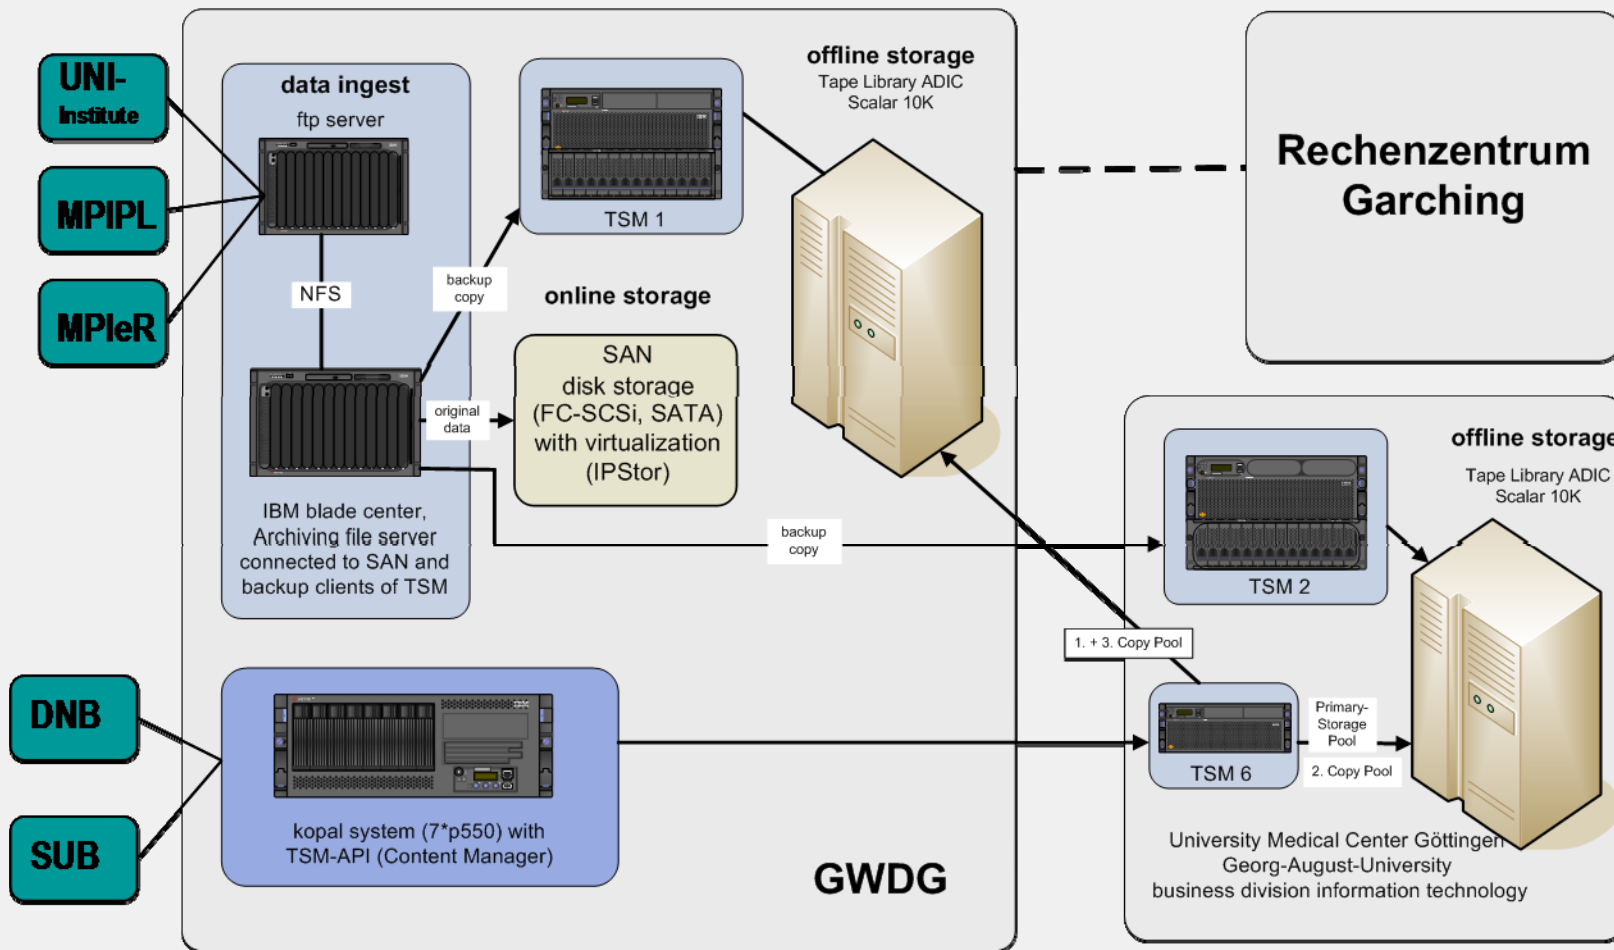 UNI-
Institute
MPIPL
MPIeR
DNB
SUB
data ingest
ftp server
NFS
IBM blade center,
Archiving file server
connected to SAN and
backup clients of TSM
backup
copy
original
data
TSM 1
online storage
SAN
disk storage
(FC-SCSi, SATA)
with virtualization
(IPStor)
offline storage
Tape Library ADIC
Scalar 10K
backup
copy
kopal system (7*p550) with
TSM-API (Content Manager)
GWDG
Rechenzentrum
Garching
offline storage
Tape Library ADIC
Scalar 10K
TSM 2
1. + 3. Copy Pool
TSM 6
Primary-
Storage
Pool
2. Copy Pool
University Medical Center Göttingen
Georg-August-University
business division information technology